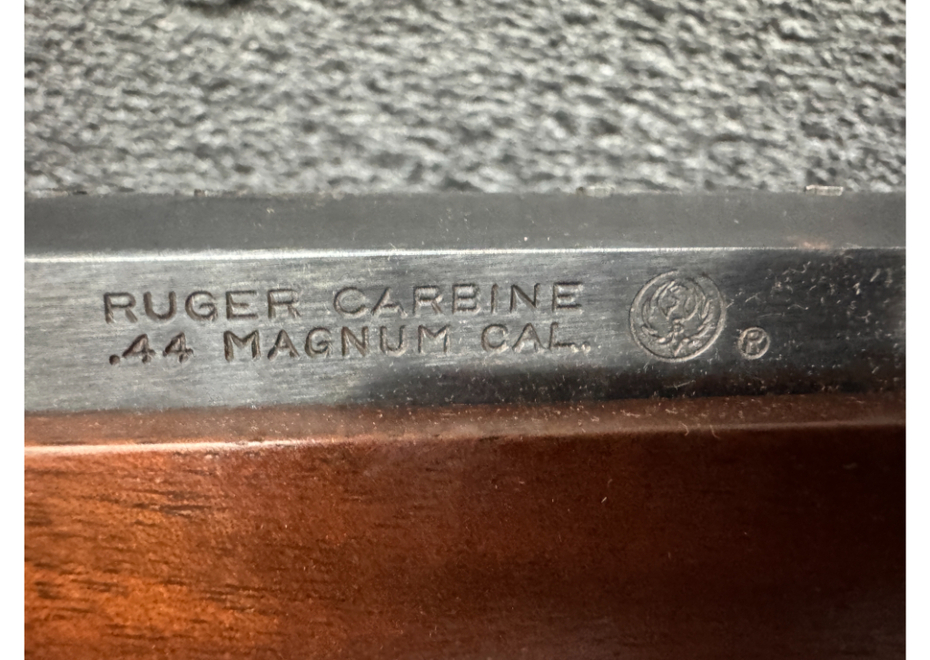 RUGER CARBINE
.44 MAGNUM CAL.
®